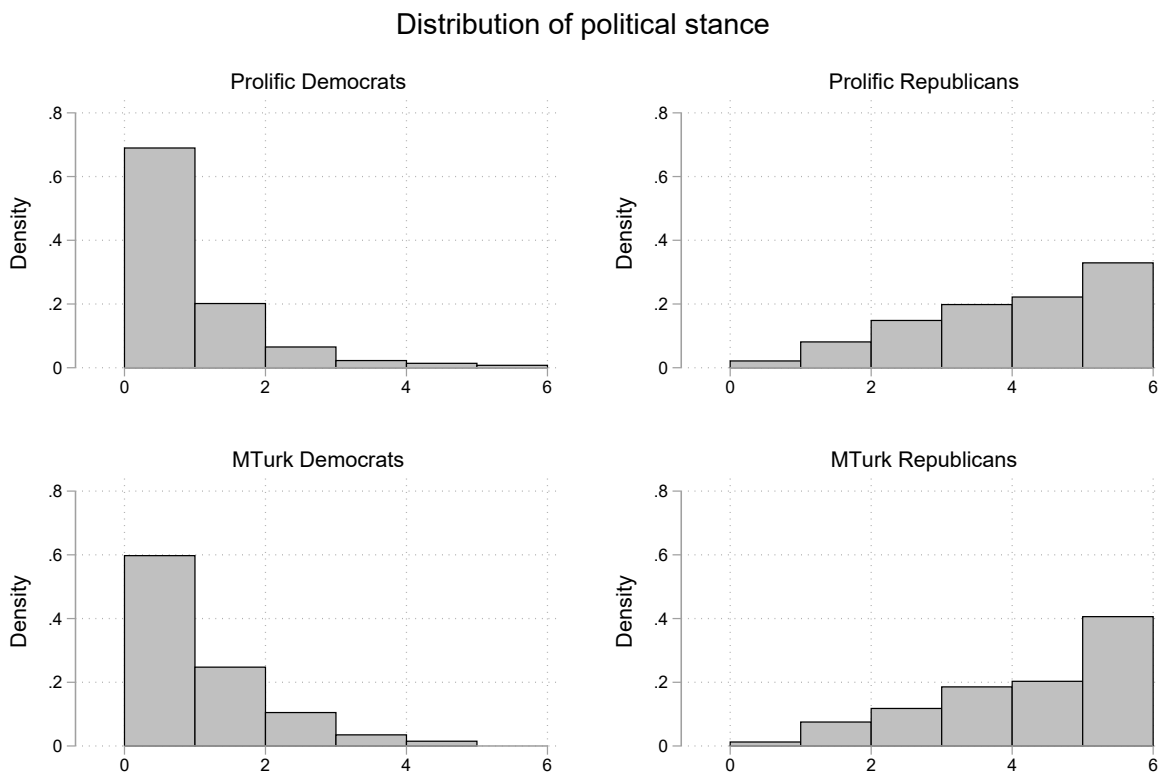 Distribution of political stance
Prolific Democrats
.8
.6
.4
.2
0
Density
0 2 4 6
Prolific Republicans
.8
.6
.4
.2
0
Density
0 2 4 6
MTurk Democrats
.8
.6
.4
.2
0
Density
0 2 4 6
MTurk Republicans
.8
.6
.4
.2
0
Density
0 2 4 6